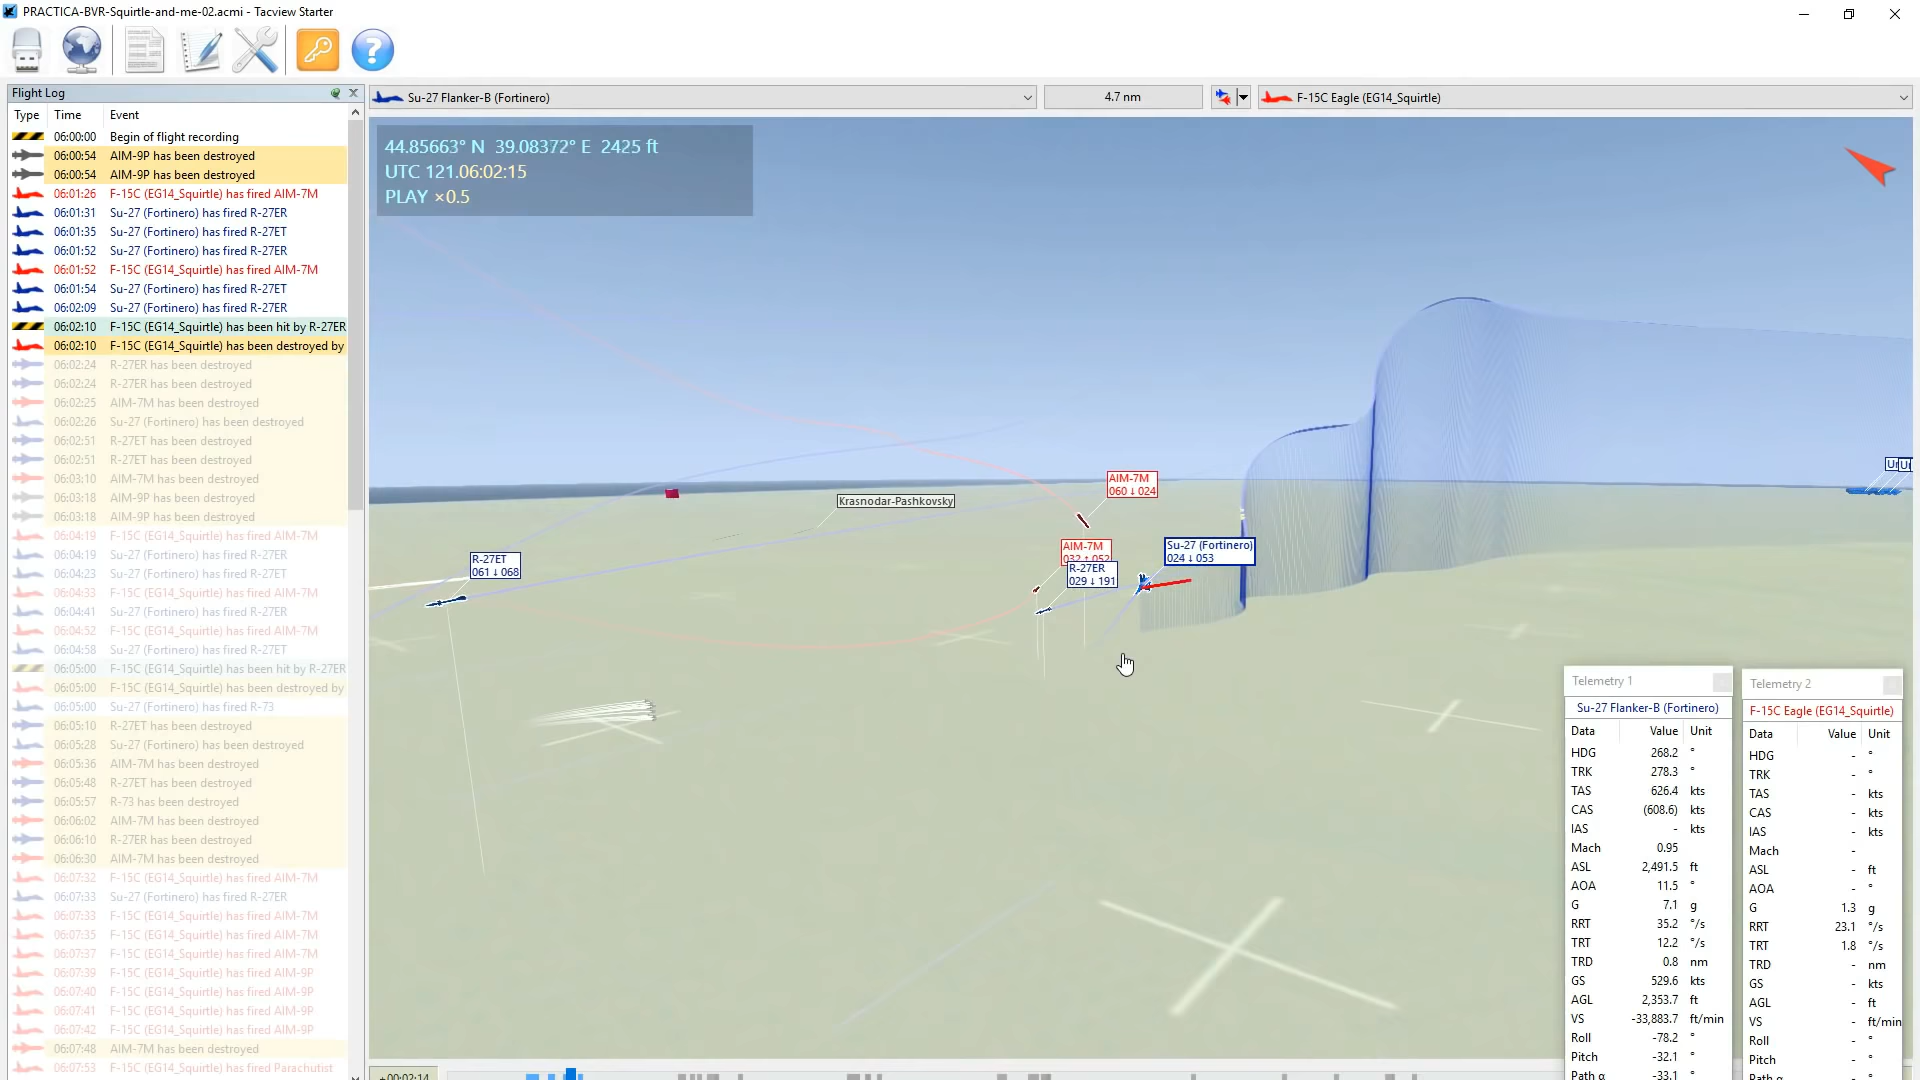 PRACTICA-BVR-Squirtle-and-me-02.acmi - Tacview Starter
Flight Log
Type Time Event
06:00:00 Begin of flight recording
06:00:54 AIM-9P has been destroyed
06:00:54 AIM-9P has been destroyed
06:01:26 F-15C (EG14_Squirtle) has fired AIM-7M
06:01:31 Su-27 (Fortinero) has fired R-27ER
06:01:35 Su-27 (Fortinero) has fired R-27ET
06:01:52 Su-27 (Fortinero) has fired R-27ER
06:01:52 F-15C (EG14_Squirtle) has fired AIM-7M
06:01:54 Su-27 (Fortinero) has fired R-27ET
06:02:09 Su-27 (Fortinero) has fired R-27ER
06:02:10 F-15C (EG14_Squirtle) has been hit by R-27ER
06:02:10 F-15C (EG14_Squirtle) has been destroyed by
06:02:24 R-27ER has been destroyed
06:02:24 R-27ER has been destroyed
06:02:25 AIM-7M has been destroyed
06:02:26 Su-27 (Fortinero) has been destroyed
06:02:51 R-27ET has been destroyed
06:02:51 R-27ET has been destroyed
06:03:10 AIM-7M has been destroyed
06:03:18 AIM-9P has been destroyed
06:03:18 AIM-9P has been destroyed
06:04:19 F-15C (EG14_Squirtle) has fired AIM-7M
06:04:19 Su-27 (Fortinero) has fired R-27ER
06:04:23 Su-27 (Fortinero) has fired R-27ET
06:04:33 F-15C (EG14_Squirtle) has fired AIM-7M
06:04:41 Su-27 (Fortinero) has fired R-27ER
06:04:52 F-15C (EG14_Squirtle) has fired AIM-7M
06:04:58 Su-27 (Fortinero) has fired R-27ET
06:05:00 F-15C (EG14_Squirtle) has been hit by R-27ER
06:05:00 F-15C (EG14_Squirtle) has been destroyed by
06:05:00 Su-27 (Fortinero) has fired R-73
06:05:10 R-27ET has been destroyed
06:05:28 Su-27 (Fortinero) has been destroyed
06:05:36 AIM-7M has been destroyed
06:05:48 R-27ET has been destroyed
06:05:57 R-73 has been destroyed
06:06:02 AIM-7M has been destroyed
06:06:10 R-27ER has been destroyed
06:06:30 AIM-7M has been destroyed
06:07:32 F-15C (EG14_Squirtle) has fired AIM-7M
06:07:32 Su-27 (Fortinero) has fired R-27ER
06:07:33 F-15C (EG14_Squirtle) has fired AIM-7M
06:07:35 F-15C (EG14_Squirtle) has fired AIM-7M
06:07:37 F-15C (EG14_Squirtle) has fired AIM-7M
06:07:39 F-15C (EG14_Squirtle) has fired AIM-9P
06:07:40 F-15C (EG14_Squirtle) has fired AIM-9P
06:07:41 F-15C (EG14_Squirtle) has fired AIM-9P
06:07:42 F-15C (EG14_Squirtle) has fired AIM-9P
06:07:48 AIM-7M has been destroyed
06:07:53 F-15C (EG14_Squirtle) has fired Parachutist
Su-27 Flanker-B (Fortinero)
4.7 nm
F-15C Eagle (EG14_Squirtle)
44.85663° N 39.08372° E 2425 ft
UTC 121.06:02:15
PLAY ×0.5
AIM-7M
060 ↓ 024
Krasnodar-Pashkovsky
Su-27 (Fortinero)
024 ↓ 053
AIM-7M
032 ↑ 052
R-27ER
029 ↓ 191
R-27ET
061 ↓ 068
Telemetry 1
Su-27 Flanker-B (Fortinero)
Data Value Unit
HDG 268.2 °
TRK 278.3 °
TAS 626.4 kts
CAS (608.6) kts
IAS - kts
Mach 0.95
ASL 2,491.5 ft
AOA 11.5 °
G 7.1 g
RRT 35.2 °/s
TRT 12.2 °/s
TRD 0.8 nm
GS 529.6 kts
AGL 2,353.7 ft
VS -33,883.7 ft/min
Roll -78.2 °
Pitch -32.1 °
Path α -33.1 °
Telemetry 2
F-15C Eagle (EG14_Squirtle)
Data Value Unit
HDG - °
TRK - °
TAS - kts
CAS - kts
IAS - kts
Mach -
ASL - ft
AOA - °
G 1.3 g
RRT 23.1 °/s
TRT 1.8 °/s
TRD - nm
GS - kts
AGL - ft
VS - ft/min
Roll - °
Pitch - °
Path α - °
+00:02:14